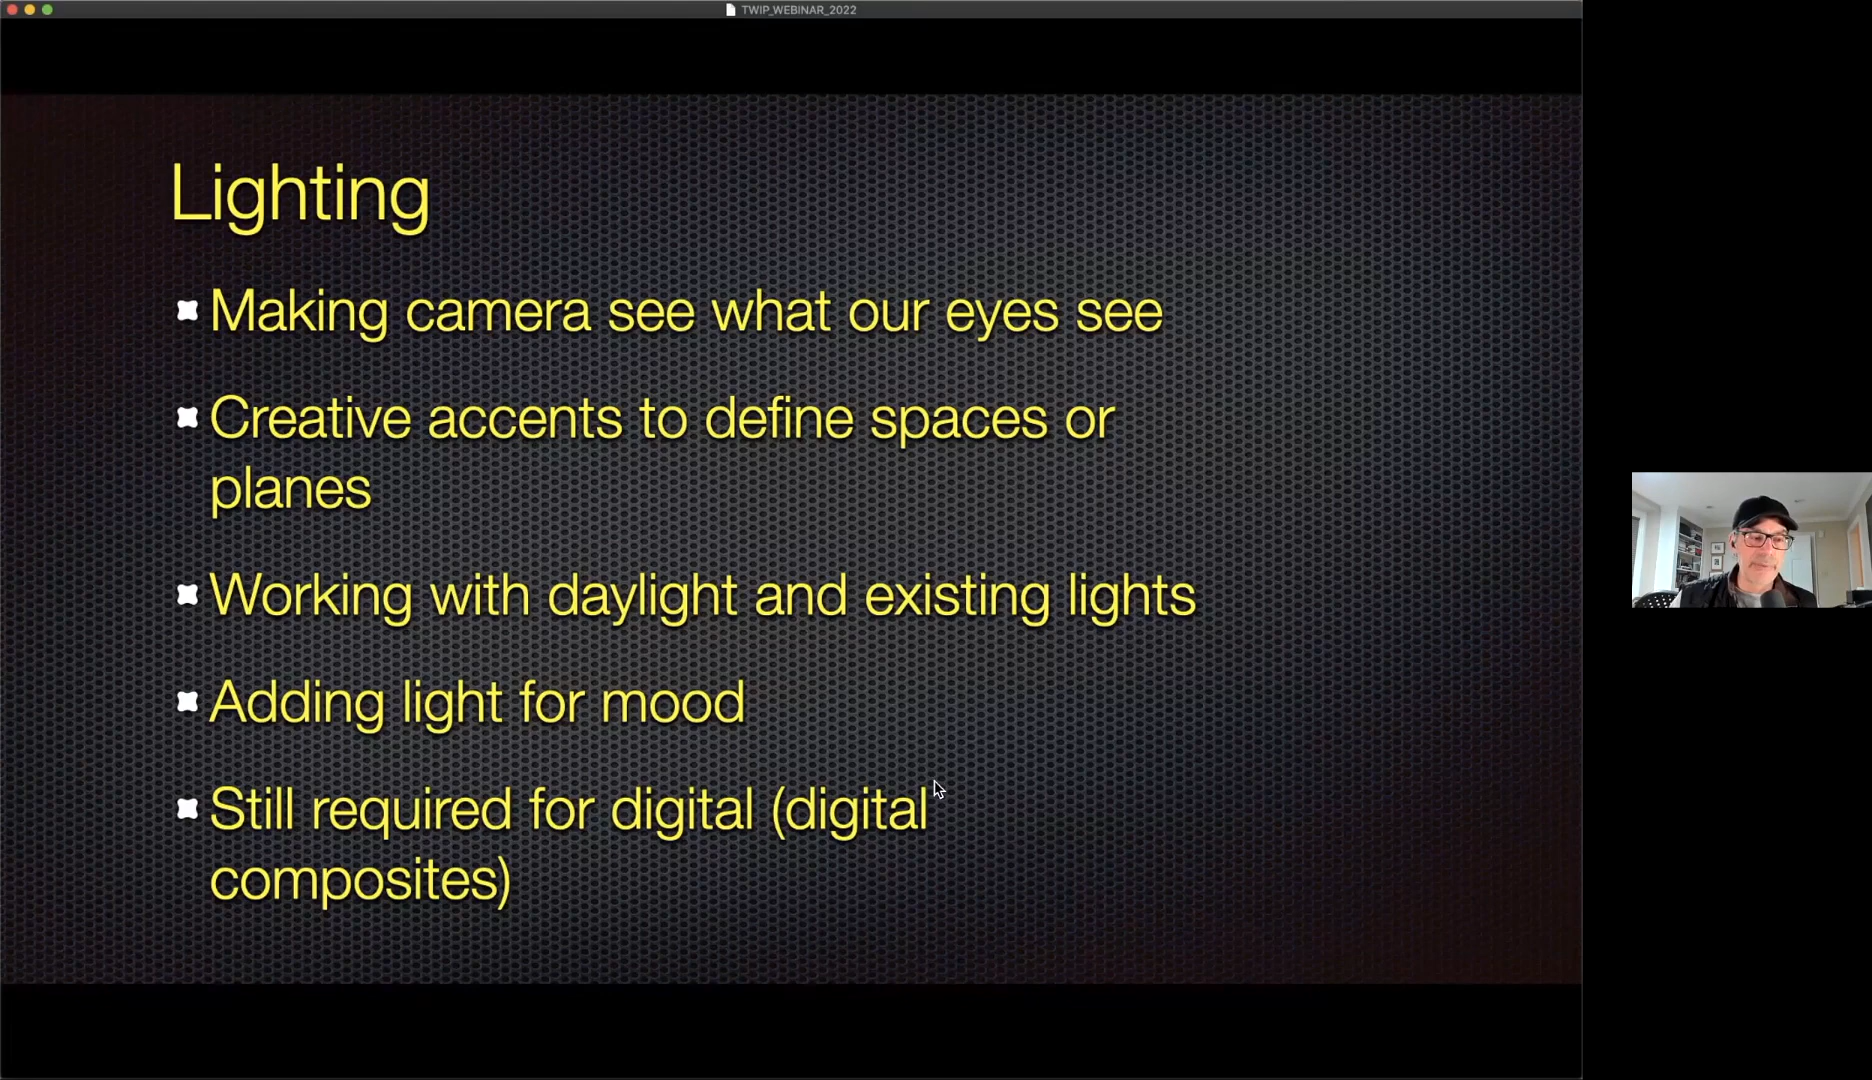 TWIP_WEBINAR_2022
Lighting
Making camera see what our eyes see
Creative accents to define spaces or
planes
Working with daylight and existing lights
Adding light for mood
Still required for digital (digital
composites)